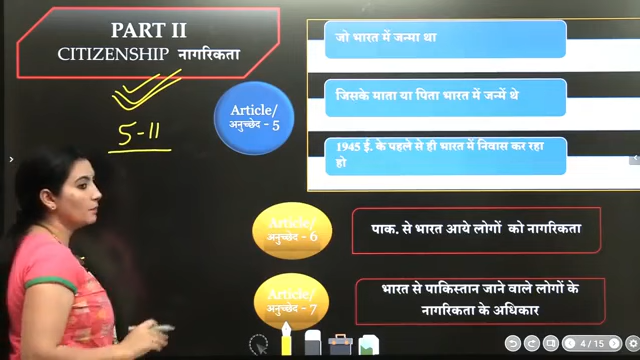 PART II
CITIZENSHIP नागरिकता
5-11
Article/
अनुच्छेद - 5
जो भारत में जन्मा था
जिसके माता या पिता भारत में जन्में थे
1945 ई. के पहले से ही भारत में निवास कर रहा
हो
Article/
अनुच्छेद - 6
पाक. से भारत आये लोगों को नागरिकता
Article/
अनुच्छेद - 7
भारत से पाकिस्तान जाने वाले लोगों के
नागरिकता के अधिकार
4 / 15